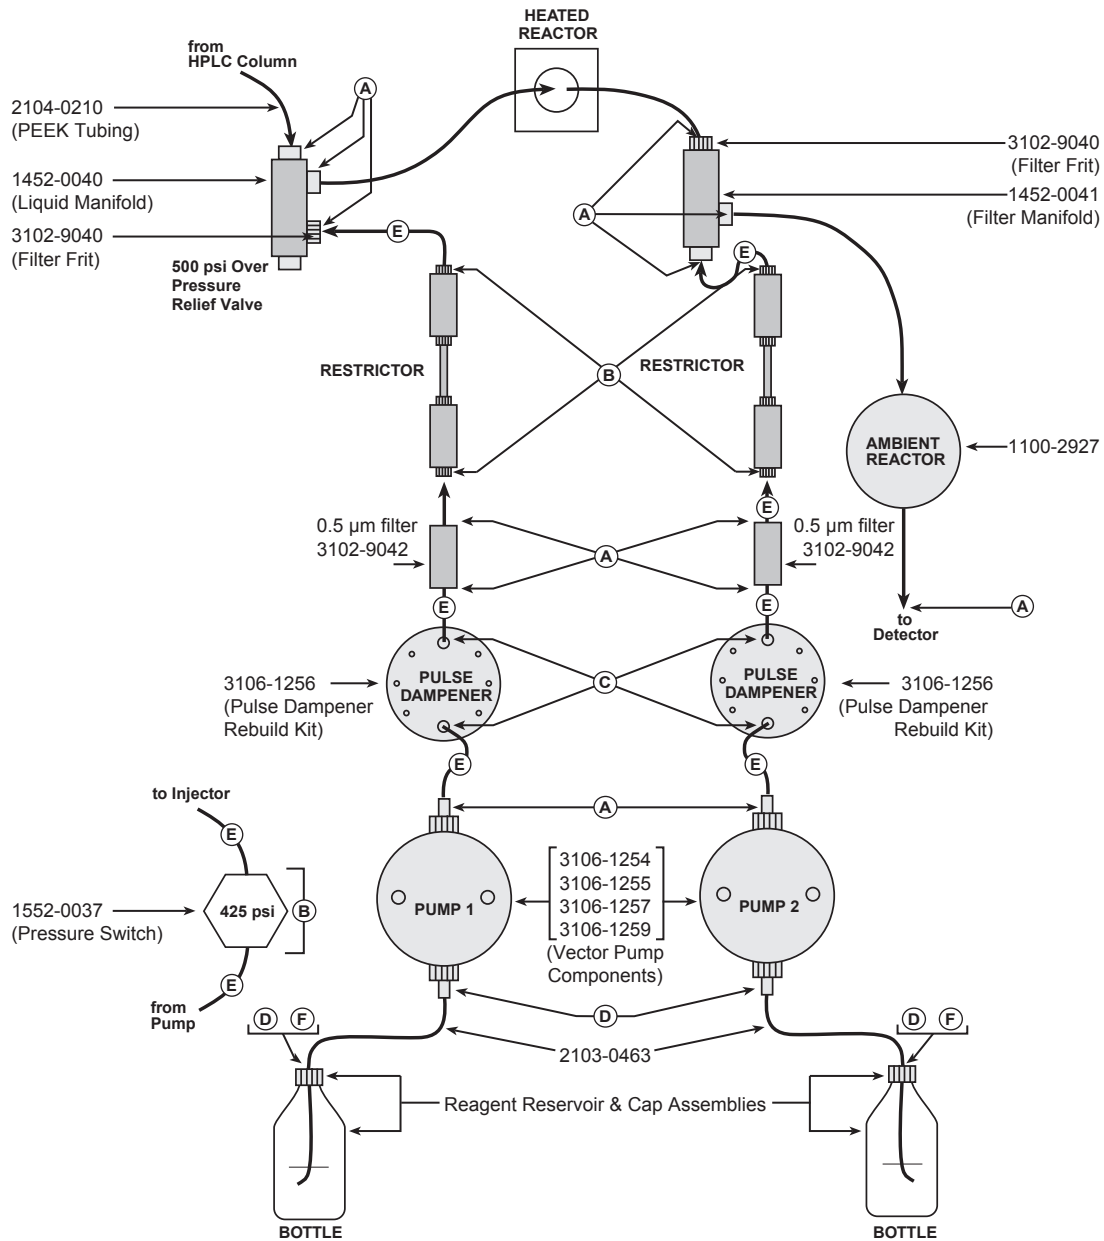 HEATED
REACTOR
from
HPLC Column
A
2104-0210
(PEEK Tubing)
3102-9040
(Filter Frit)
1452-0040
(Liquid Manifold)
1452-0041
(Filter Manifold)
A
3102-9040
(Filter Frit)
E
E
500 psi Over
Pressure
Relief Valve
RESTRICTOR
B
RESTRICTOR
AMBIENT
REACTOR
1100-2927
E
0.5 µm filter
3102-9042
A
0.5 µm filter
3102-9042
E
E
A
to
Detector
PULSE
DAMPENER
C
PULSE
DAMPENER
3106-1256
(Pulse Dampener
Rebuild Kit)
3106-1256
(Pulse Dampener
Rebuild Kit)
E
E
to Injector
A
E
3106-1254
3106-1255
3106-1257
3106-1259
(Vector Pump
Components)
PUMP 1
PUMP 2
1552-0037
(Pressure Switch)
425 psi
B
E
from
Pump
D F
D
D F
2103-0463
Reagent Reservoir & Cap Assemblies
BOTTLE
BOTTLE